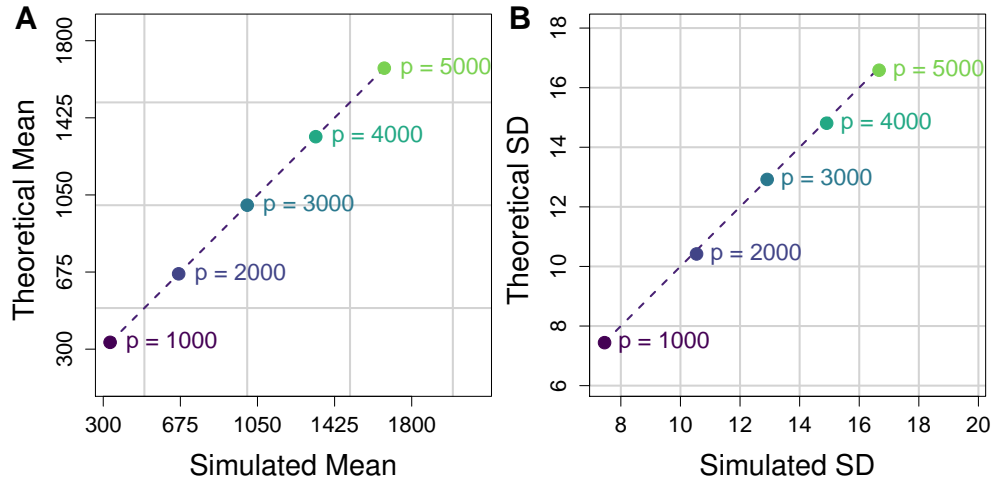 A
Theoretical Mean
1800
1425
1050
675
300
p = 5000
p = 4000
p = 3000
p = 2000
p = 1000
300 675 1050 1425 1800
Simulated Mean
B
Theoretical SD
18
16
14
12
10
8
6
p = 5000
p = 4000
p = 3000
p = 2000
p = 1000
8 10 12 14 16 18 20
Simulated SD